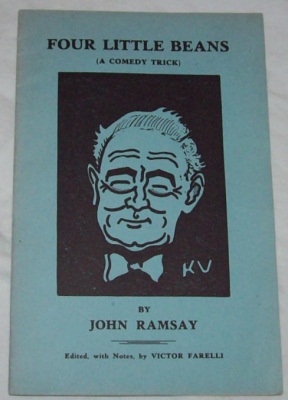 FOUR LITTLE BEANS
(A COMEDY TRICK)
KV
BY
JOHN RAMSAY
Edited, with Notes, by VICTOR FARELLI